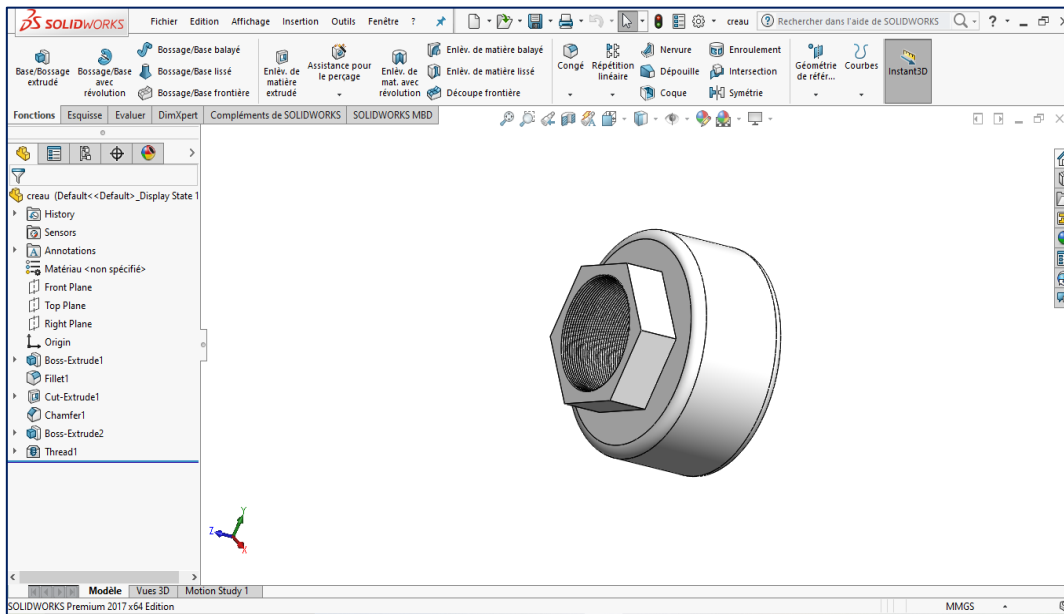 SOLIDWORKS Fichier Edition Affichage Insertion Outils Fenêtre ? creau Rechercher dans l'aide de SOLIDWORKS ?
Base/Bossage extrudé
Bossage/Base avec révolution
Bossage/Base balayé
Bossage/Base lissé
Bossage/Base frontière
Enlèv. de matière extrudé
Assistance pour le perçage
Enlèv. de mat. avec révolution
Enlèv. de matière balayé
Enlèv. de matière lissé
Découpe frontière
Congé
Répétition linéaire
Nervure
Dépouille
Coque
Enroulement
Intersection
Symétrie
Géométrie de référ...
Courbes
Instant3D
Fonctions Esquisse Evaluer DimXpert Compléments de SOLIDWORKS SOLIDWORKS MBD
creau (Default<<Default>_Display State 1
History
Sensors
Annotations
Matériau <non spécifié>
Front Plane
Top Plane
Right Plane
Origin
Boss-Extrude1
Fillet1
Cut-Extrude1
Chamfer1
Boss-Extrude2
Thread1
Y
Z
X
Modèle Vues 3D Motion Study 1
SOLIDWORKS Premium 2017 x64 Edition MMGS